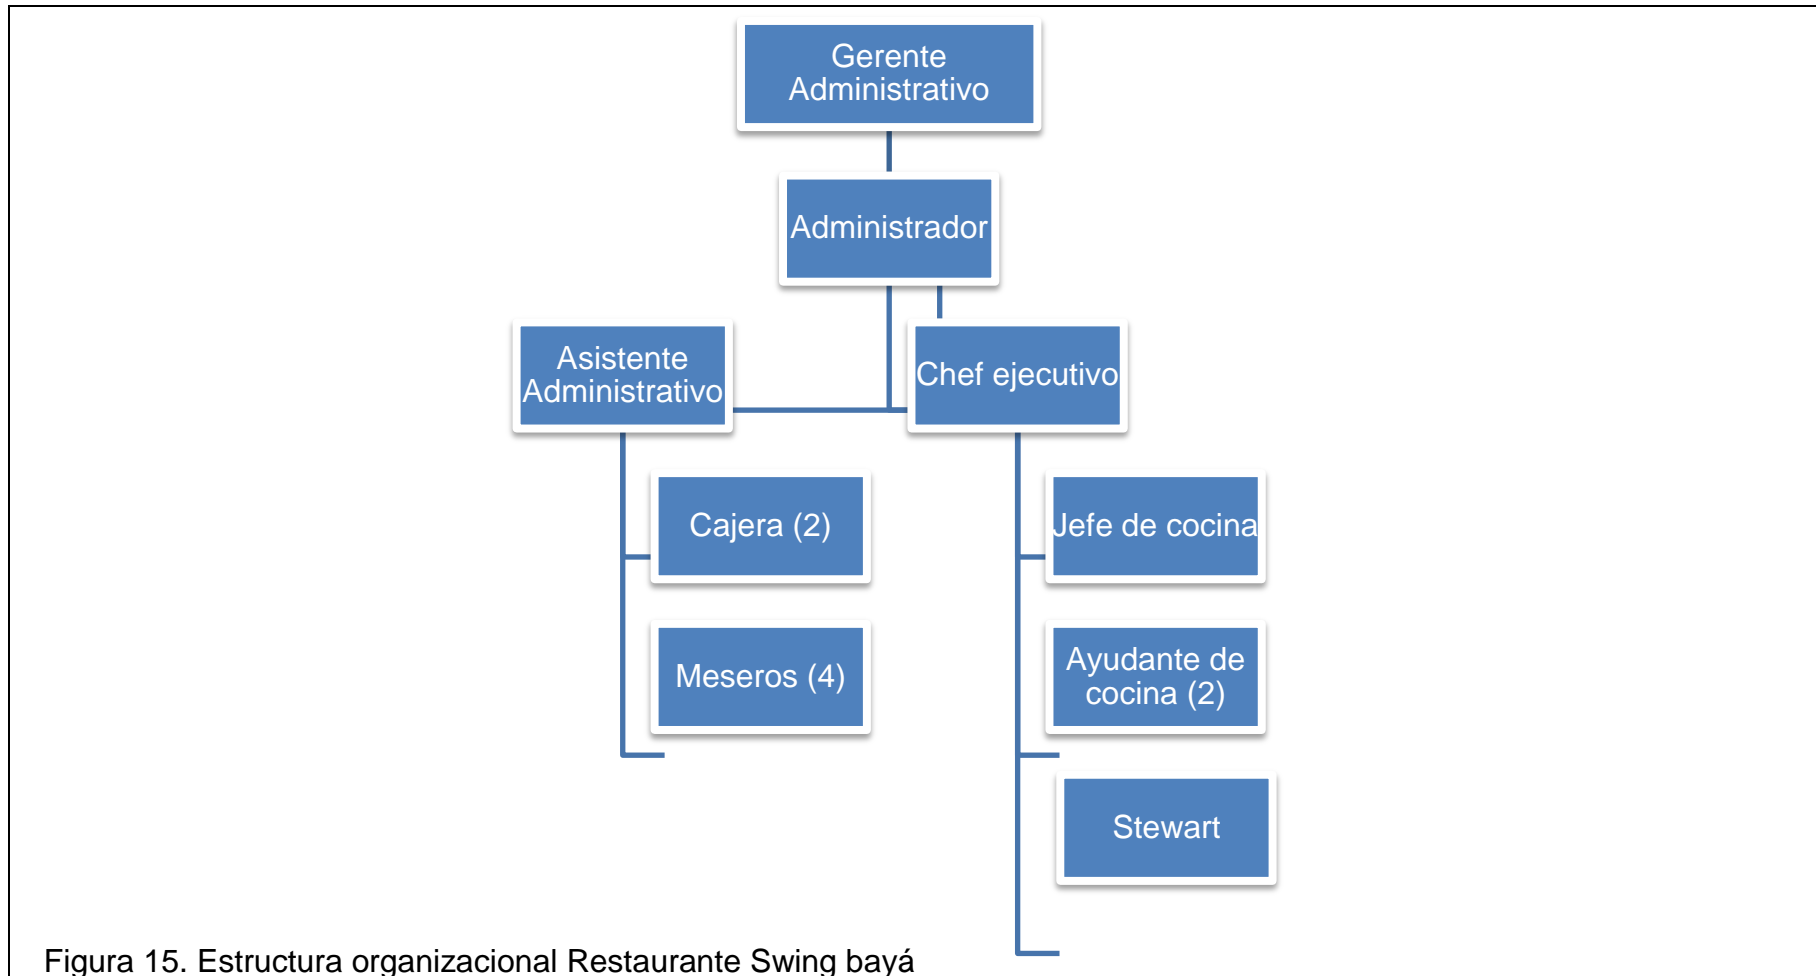 Gerente
Administrativo
Administrador
Asistente
Administrativo
Chef ejecutivo
Cajera (2)
Jefe de cocina
Meseros (4)
Ayudante de
cocina (2)
Stewart
Figura 15. Estructura organizacional Restaurante Swing bayá